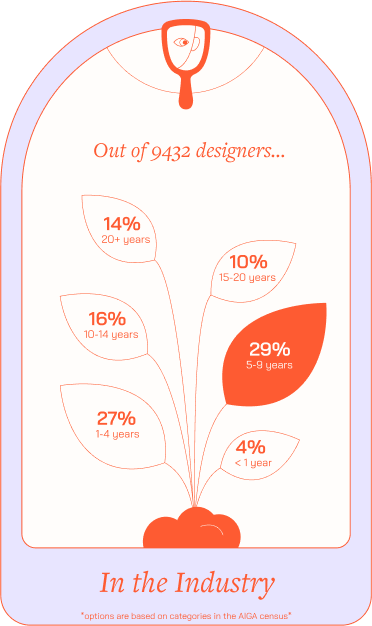 Out of 9432 designers...
14%
20+ years
10%
15-20 years
16%
10-14 years
29%
5-9 years
27%
1-4 years
4%
< 1 year
In the Industry
*options are based on categories in the AIGA census*